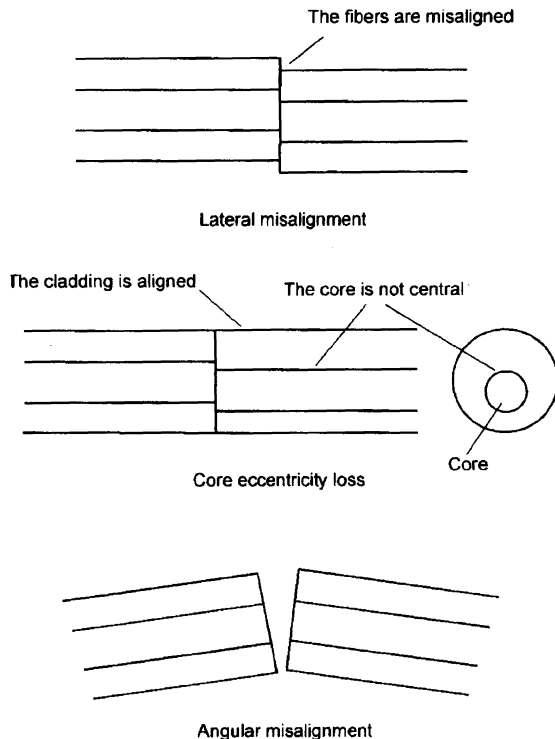 The fibers are misaligned
Lateral misalignment
The cladding is aligned
The core is not central
Core
Core eccentricity loss
Angular misalignment